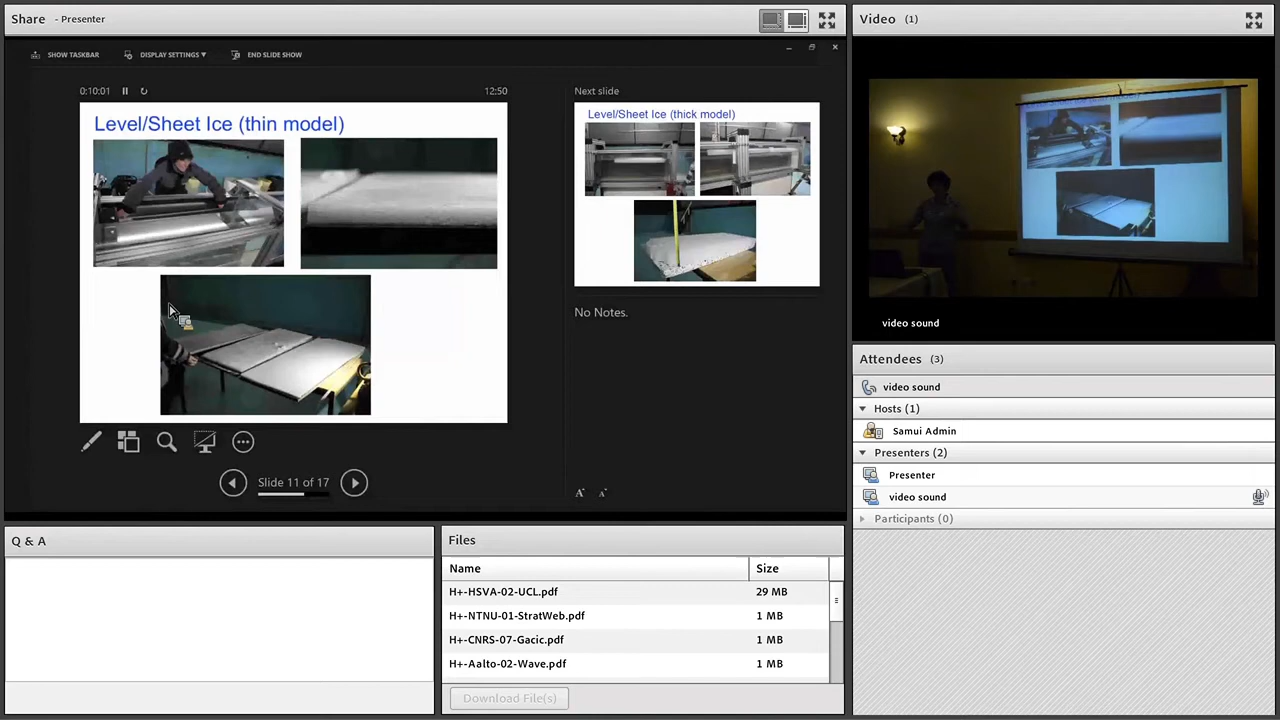 Share - Presenter
SHOW TASKBAR DISPLAY SETTINGS ▾ END SLIDE SHOW
0:10:01 12:50
Level/Sheet Ice (thin model)
Slide 11 of 17
Next slide
Level/Sheet Ice (thick model)
No Notes.
A A
Video (1)
video sound
Attendees (3)
video sound
Hosts (1)
Samui Admin
Presenters (2)
Presenter
video sound
Participants (0)
Q & A
Files
Name Size
H+-HSVA-02-UCL.pdf 29 MB
H+-NTNU-01-StratWeb.pdf 1 MB
H+-CNRS-07-Gacic.pdf 1 MB
H+-Aalto-02-Wave.pdf 1 MB
Download File(s)